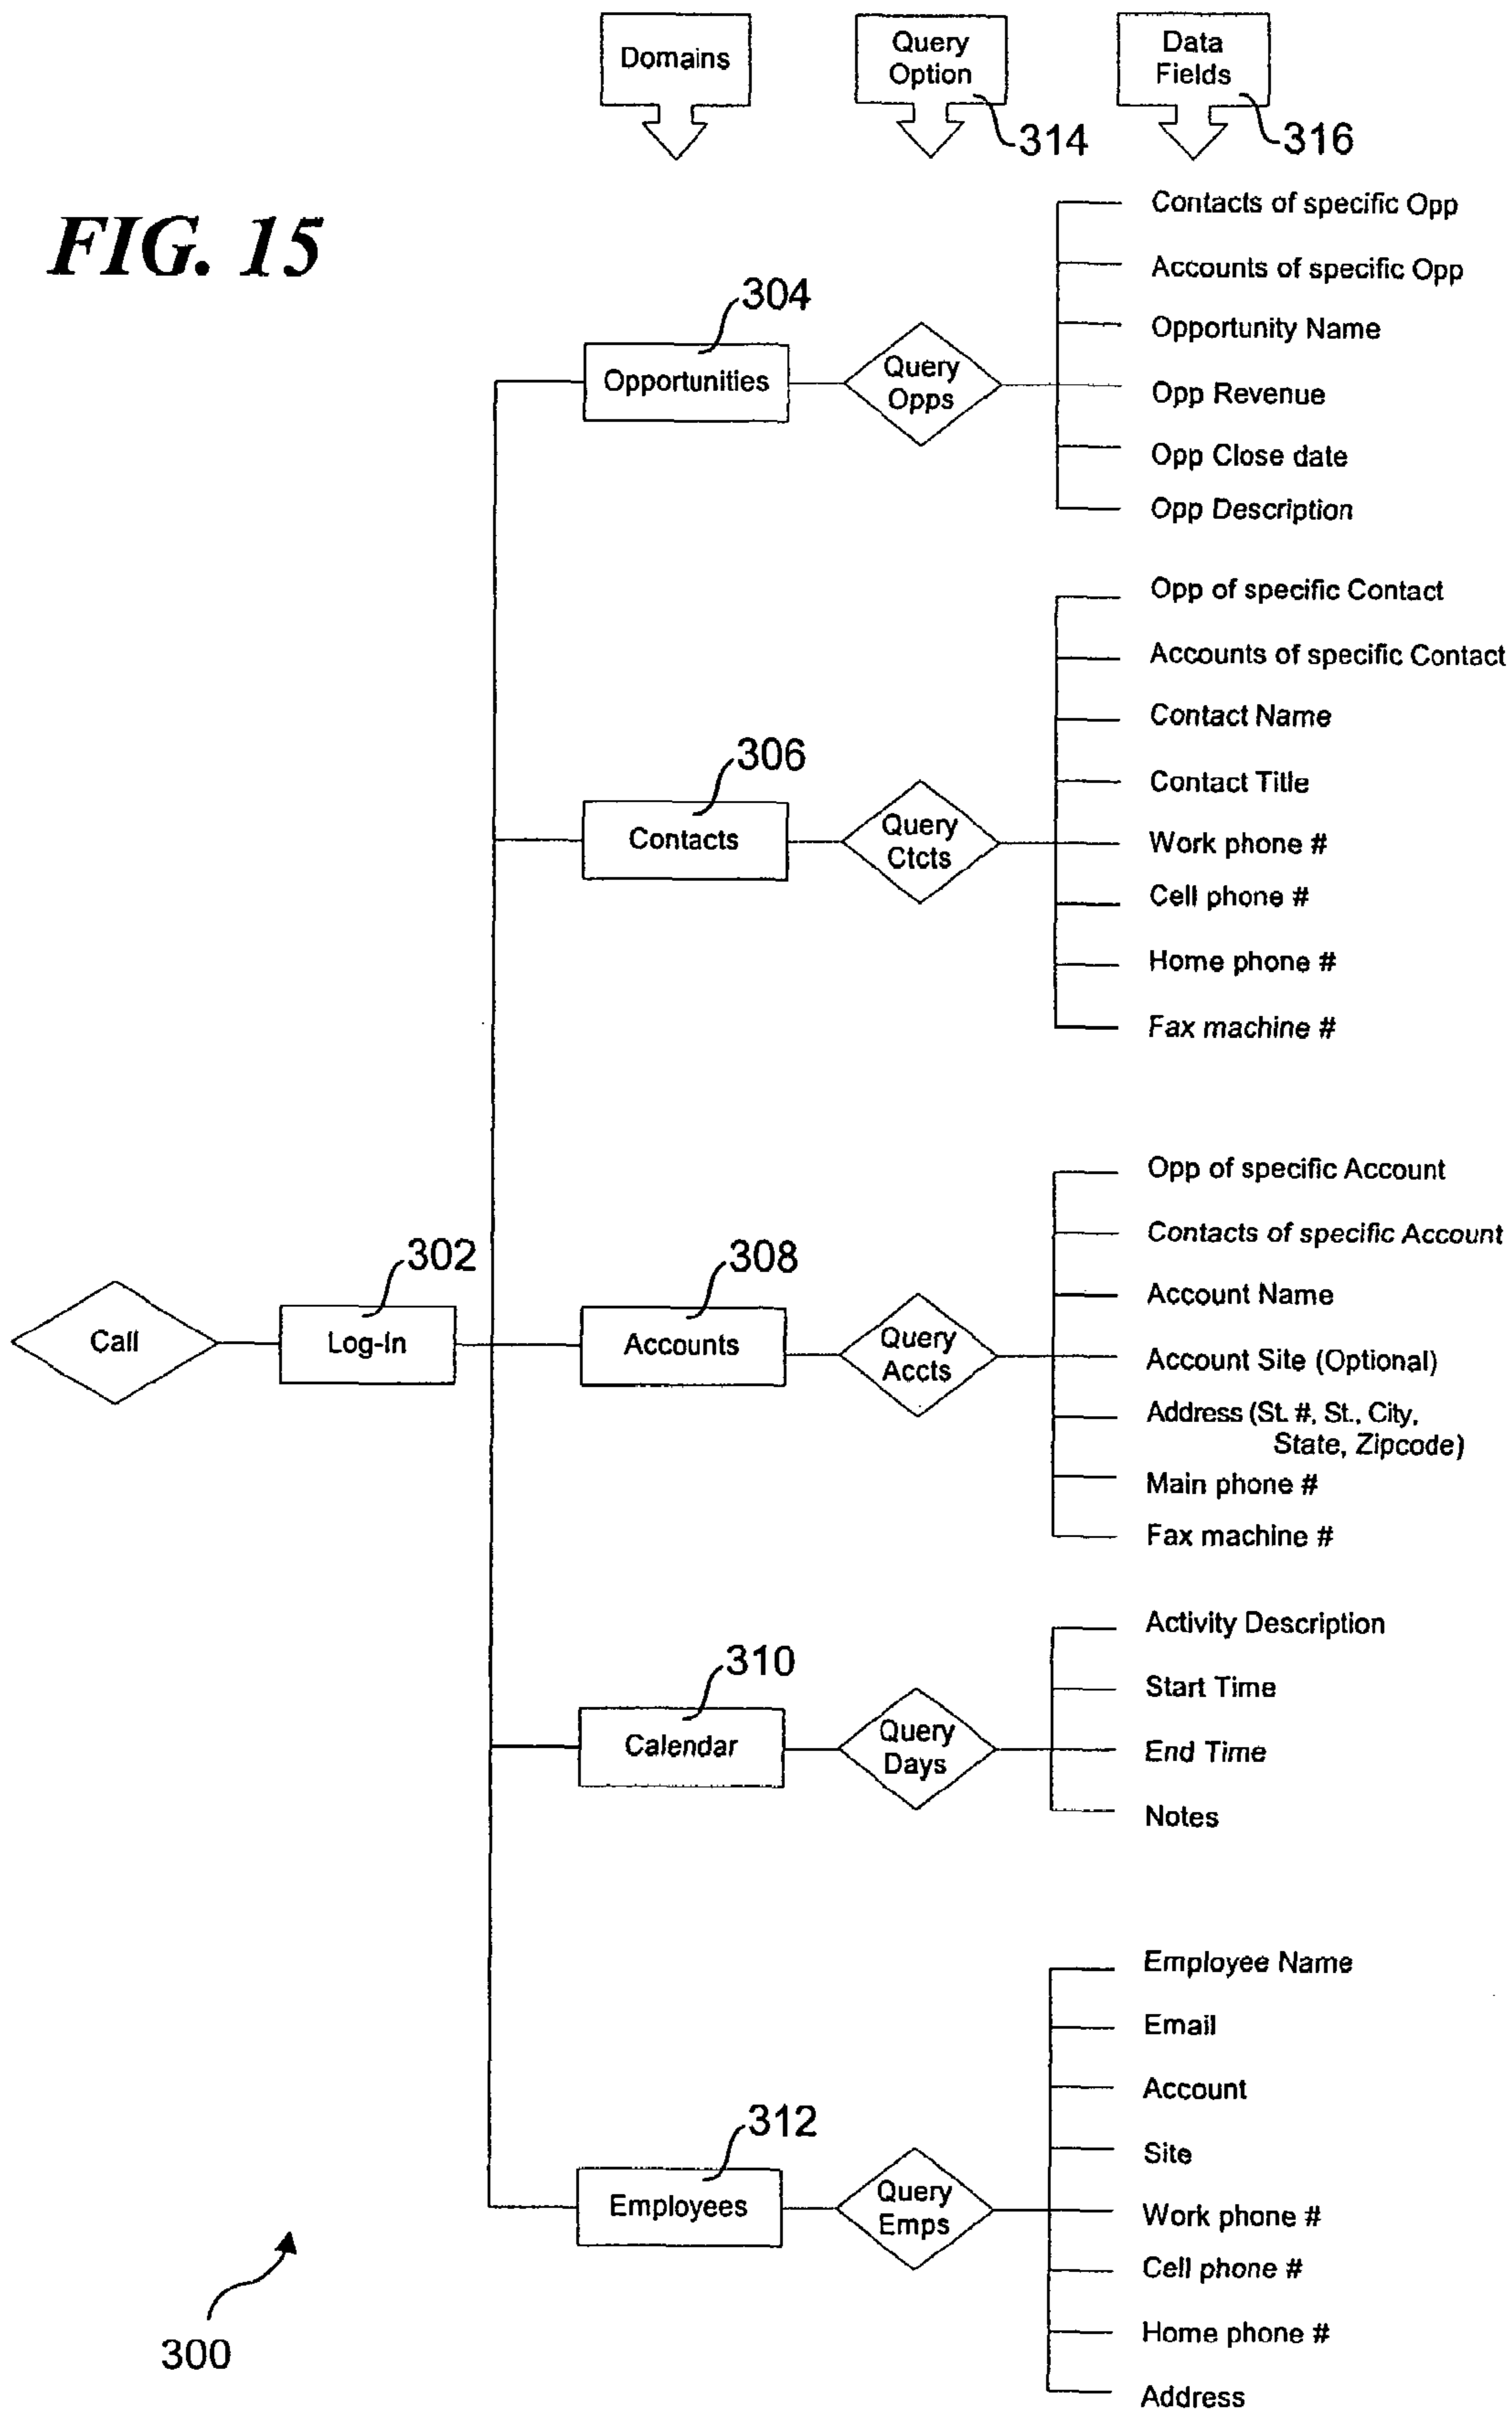 Domains
Query
Option
314
Data
Fields
316
FIG. 15
304
Opportunities
Query
Opps
Contacts of specific Opp
Accounts of specific Opp
Opportunity Name
Opp Revenue
Opp Close date
Opp Description
306
Contacts
Query
Ctcts
Opp of specific Contact
Accounts of specific Contact
Contact Name
Contact Title
Work phone #
Cell phone #
Home phone #
Fax machine #
Call
302
Log-In
308
Accounts
Query
Accts
Opp of specific Account
Contacts of specific Account
Account Name
Account Site (Optional)
Address (St. #, St., City,
State, Zipcode)
Main phone #
Fax machine #
310
Calendar
Query
Days
Activity Description
Start Time
End Time
Notes
312
Employees
Query
Emps
Employee Name
Email
Account
Site
Work phone #
Cell phone #
Home phone #
Address
300